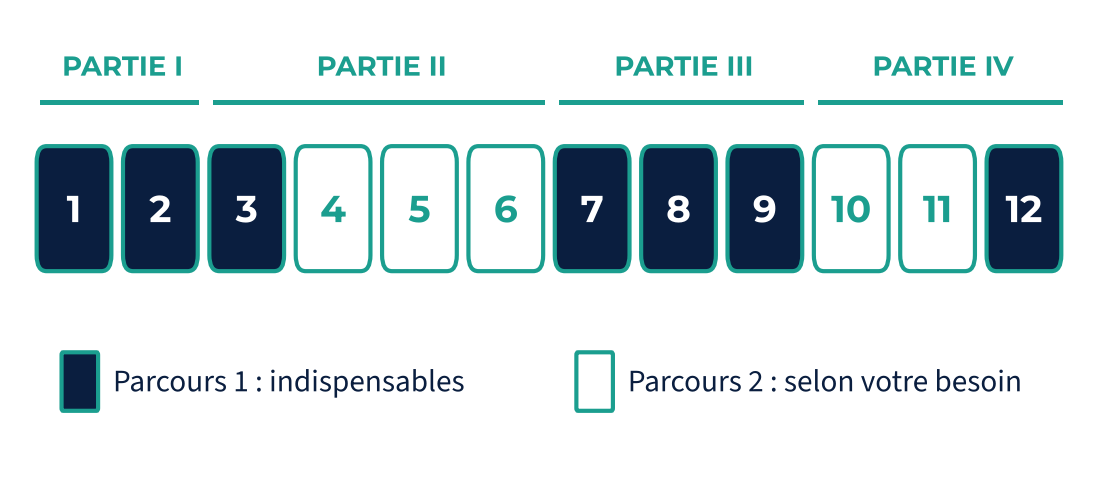 PARTIE I PARTIE II PARTIE III PARTIE IV
1 2 3 4 5 6 7 8 9 10 11 12
Parcours 1 : indispensables Parcours 2 : selon votre besoin